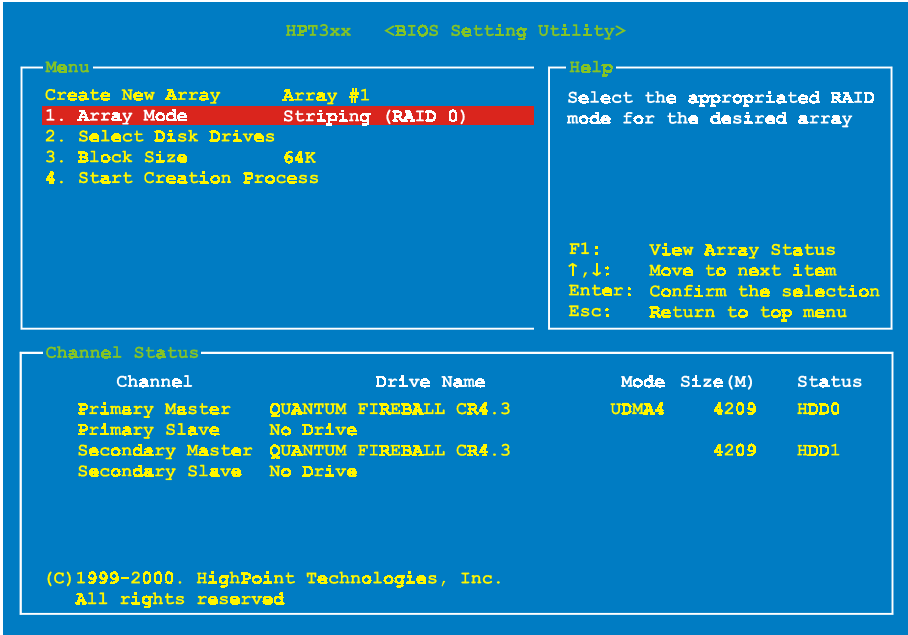 HPT3xx <BIOS Setting Utility>
Menu
Create New Array Array #1
1. Array Mode Striping (RAID 0)
2. Select Disk Drives
3. Block Size 64K
4. Start Creation Process
Help
Select the appropriated RAID
mode for the desired array
F1: View Array Status
↑,↓: Move to next item
Enter: Confirm the selection
Esc: Return to top menu
Channel Status
Channel Drive Name Mode Size(M) Status
Primary Master QUANTUM FIREBALL CR4.3 UDMA4 4209 HDD0
Primary Slave No Drive
Secondary Master QUANTUM FIREBALL CR4.3 4209 HDD1
Secondary Slave No Drive
(C)1999-2000. HighPoint Technologies, Inc.
All rights reserved